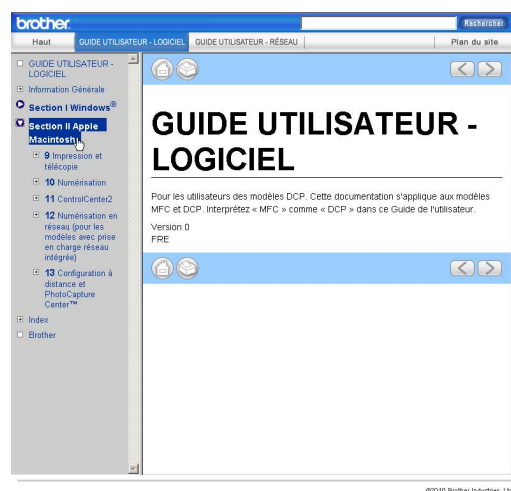 brother.
Rechercher
Haut
GUIDE UTILISATEUR - LOGICIEL
GUIDE UTILISATEUR - RÉSEAU
Plan du site
GUIDE UTILISATEUR -
LOGICIEL
Information Générale
Section I Windows®
Section II Apple
Macintosh
9 Impression et
télécopie
10 Numérisation
11 ControlCenter2
12 Numérisation en
réseau (pour les
modèles avec prise
en charge réseau
intégrée)
13 Configuration à
distance et
PhotoCapture
Center™
Index
Brother
GUIDE UTILISATEUR -
LOGICIEL
Pour les utilisateurs des modèles DCP. Cette documentation s'applique aux modèles
MFC et DCP. Interprétez « MFC » comme « DCP » dans ce Guide de l'utilisateur.
Version 0
FRE
©2010 Brother Industries, Lt